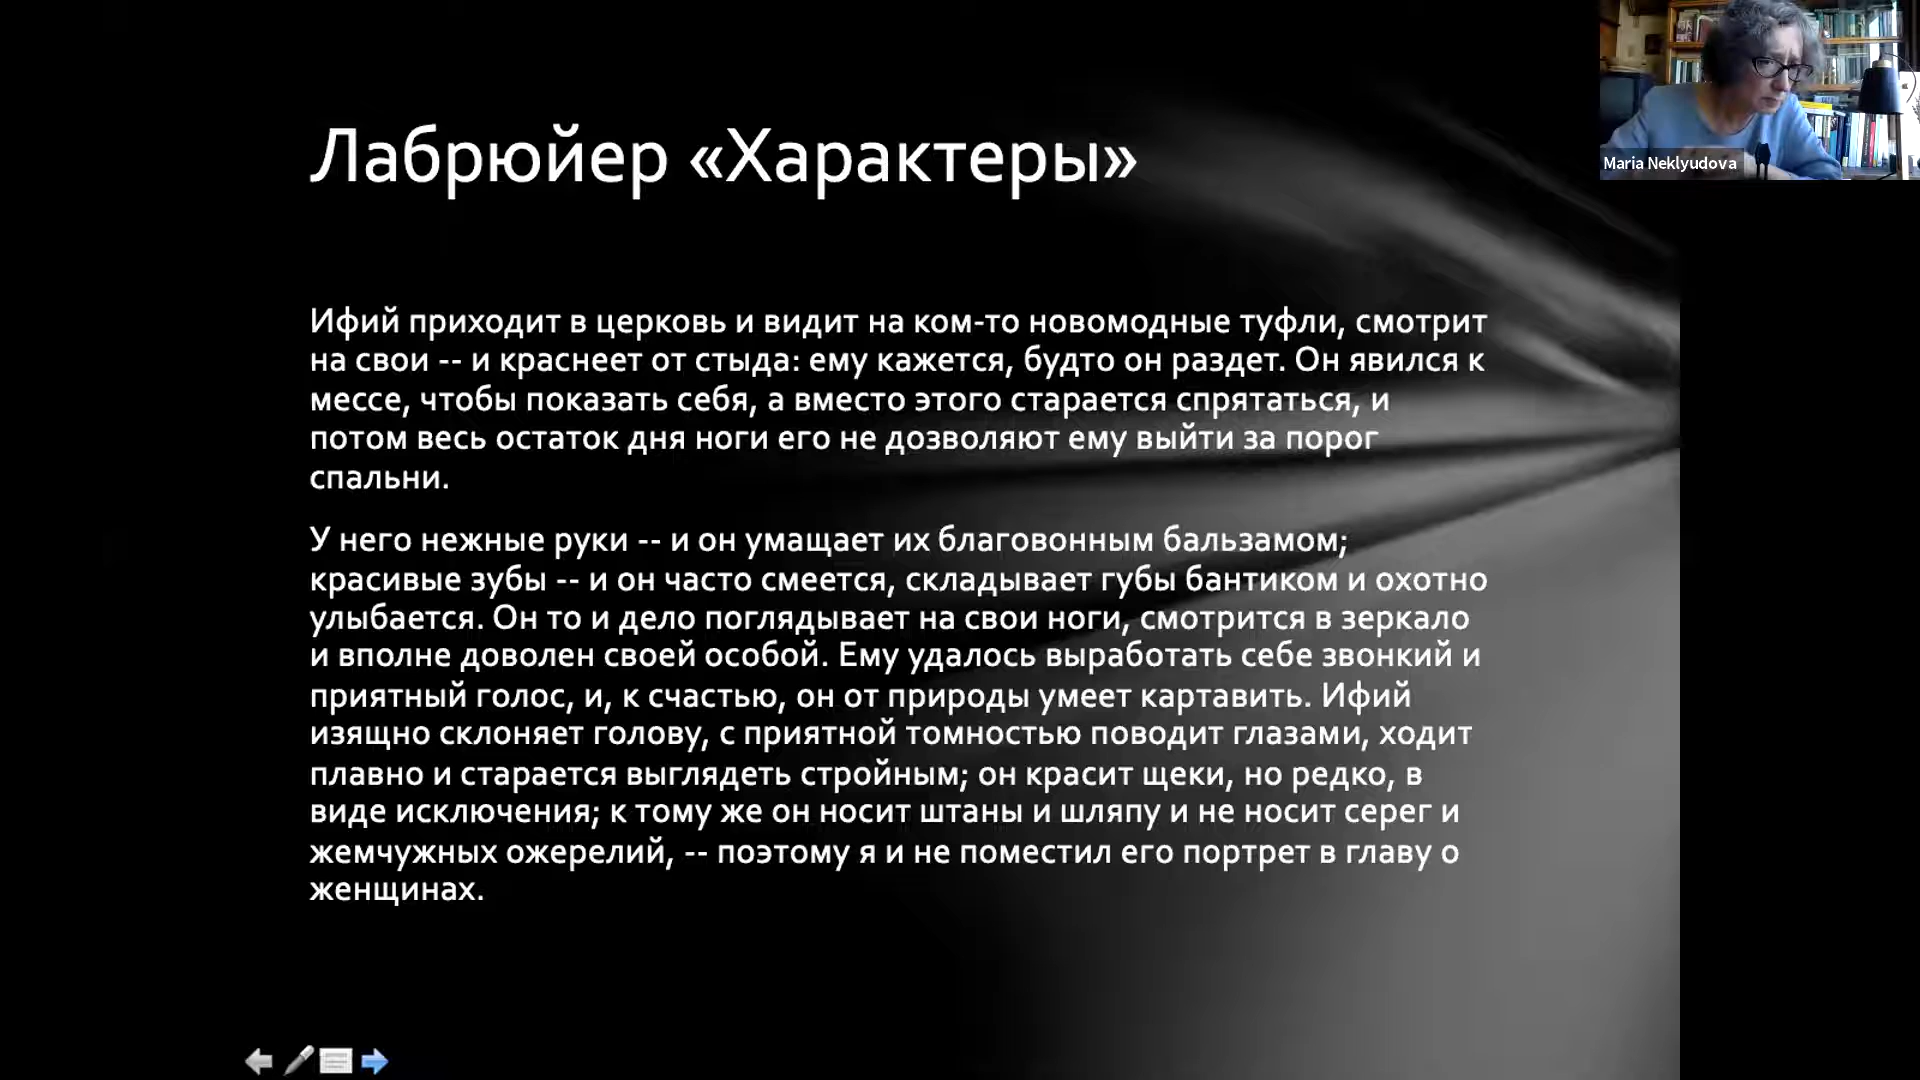 Maria Neklyudova
Лабрюйер «Характеры»
Ифий приходит в церковь и видит на ком-то новомодные туфли, смотрит
на свои -- и краснеет от стыда: ему кажется, будто он раздет. Он явился к
мессе, чтобы показать себя, а вместо этого старается спрятаться, и
потом весь остаток дня ноги его не дозволяют ему выйти за порог
спальни.
У него нежные руки -- и он умащает их благовонным бальзамом;
красивые зубы -- и он часто смеется, складывает губы бантиком и охотно
улыбается. Он то и дело поглядывает на свои ноги, смотрится в зеркало
и вполне доволен своей особой. Ему удалось выработать себе звонкий и
приятный голос, и, к счастью, он от природы умеет картавить. Ифий
изящно склоняет голову, с приятной томностью поводит глазами, ходит
плавно и старается выглядеть стройным; он красит щеки, но редко, в
виде исключения; к тому же он носит штаны и шляпу и не носит серег и
жемчужных ожерелий, -- поэтому я и не поместил его портрет в главу о
женщинах.